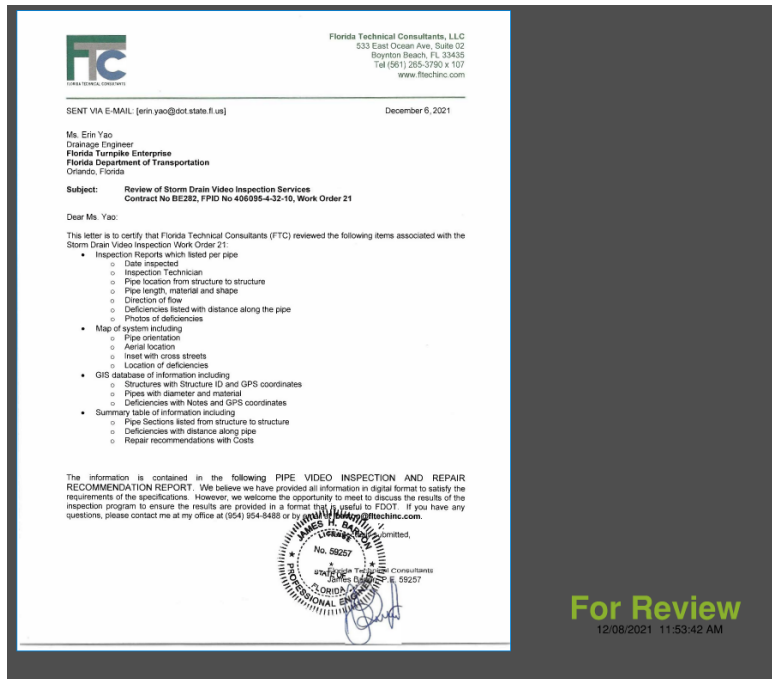 FTC
FLORIDA TECHNICAL CONSULTANTS
Florida Technical Consultants, LLC
533 East Ocean Ave, Suite 02
Boynton Beach, FL 33435
Tel (561) 265-3790 x 107
www.fltechinc.com
SENT VIA E-MAIL: [erin.yao@dot.state.fl.us]
December 6, 2021
Ms. Erin Yao
Drainage Engineer
Florida Turnpike Enterprise
Florida Department of Transportation
Orlando, Florida
Subject: Review of Storm Drain Video Inspection Services
Contract No BE282, FPID No 406095-4-32-10, Work Order 21
Dear Ms. Yao:
This letter is to certify that Florida Technical Consultants (FTC) reviewed the following items associated with the
Storm Drain Video Inspection Work Order 21:
• Inspection Reports which listed per pipe
o Date inspected
o Inspection Technician
o Pipe location from structure to structure
o Pipe length, material and shape
o Direction of flow
o Deficiencies listed with distance along the pipe
o Photos of deficiencies
• Map of system including
o Pipe orientation
o Aerial location
o Inset with cross streets
o Location of deficiencies
• GIS database of information including
o Structures with Structure ID and GPS coordinates
o Pipes with diameter and material
o Deficiencies with Notes and GPS coordinates
• Summary table of information including
o Pipe Sections listed from structure to structure
o Deficiencies with distance along pipe
o Repair recommendations with Costs
The information is contained in the following PIPE VIDEO INSPECTION AND REPAIR
RECOMMENDATION REPORT. We believe we have provided all information in digital format to satisfy the
requirements of the specifications. However, we welcome the opportunity to meet to discuss the results of the
inspection program to ensure the results are provided in a format that is useful to FDOT. If you have any
questions, please contact me at my office at (954) 954-8488 or by
submitted,
JAMES H. BARTON
LICENSE
No. 59257
STATE OF
FLORIDA
PROFESSIONAL ENGINEER
Florida Technical Consultants
James Barton, P.E. 59257
For Review
12/08/2021 11:53:42 AM